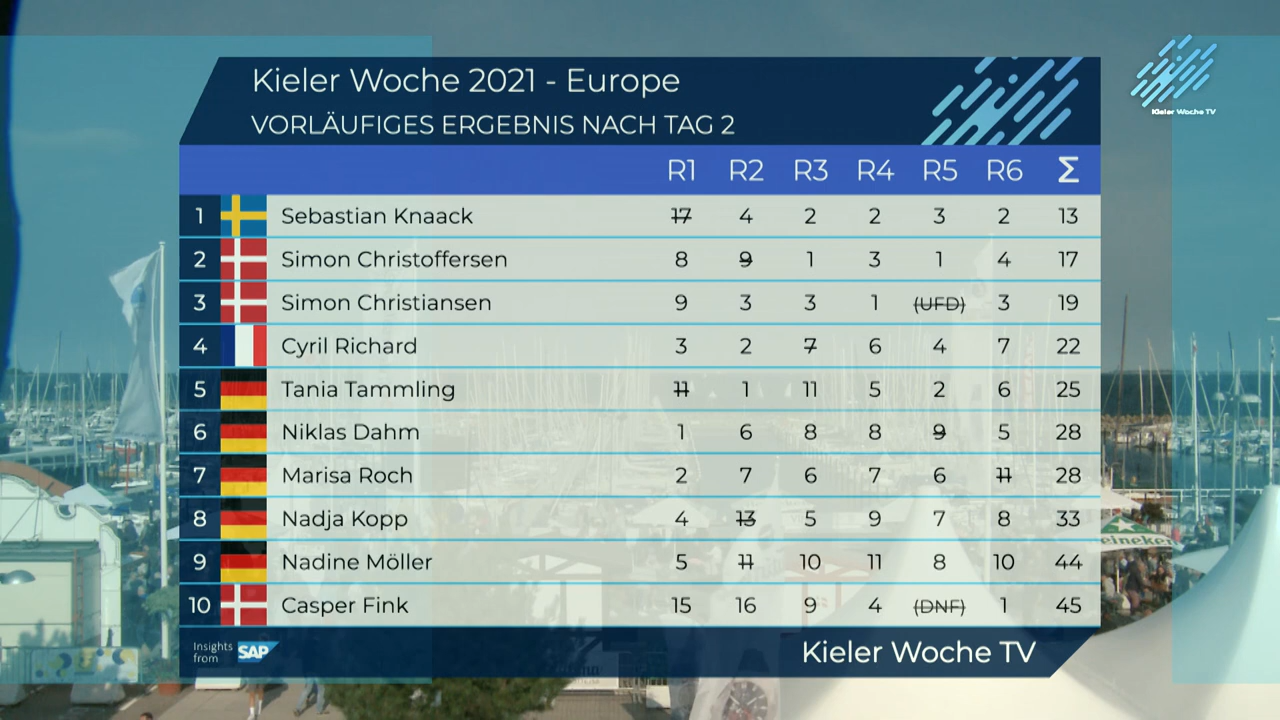 Kieler Woche 2021 - Europe
VORLÄUFIGES ERGEBNIS NACH TAG 2
Kieler Woche TV
R1 R2 R3 R4 R5 R6 Σ
1 Sebastian Knaack 17 4 2 2 3 2 13
2 Simon Christoffersen 8 9 1 3 1 4 17
3 Simon Christiansen 9 3 3 1 (UFD) 3 19
4 Cyril Richard 3 2 7 6 4 7 22
5 Tania Tammling 11 1 11 5 2 6 25
6 Niklas Dahm 1 6 8 8 9 5 28
7 Marisa Roch 2 7 6 7 6 11 28
8 Nadja Kopp 4 13 5 9 7 8 33
9 Nadine Möller 5 11 10 11 8 10 44
10 Casper Fink 15 16 9 4 (DNF) 1 45
Heineken
Insights
from SAP
Kieler Woche TV